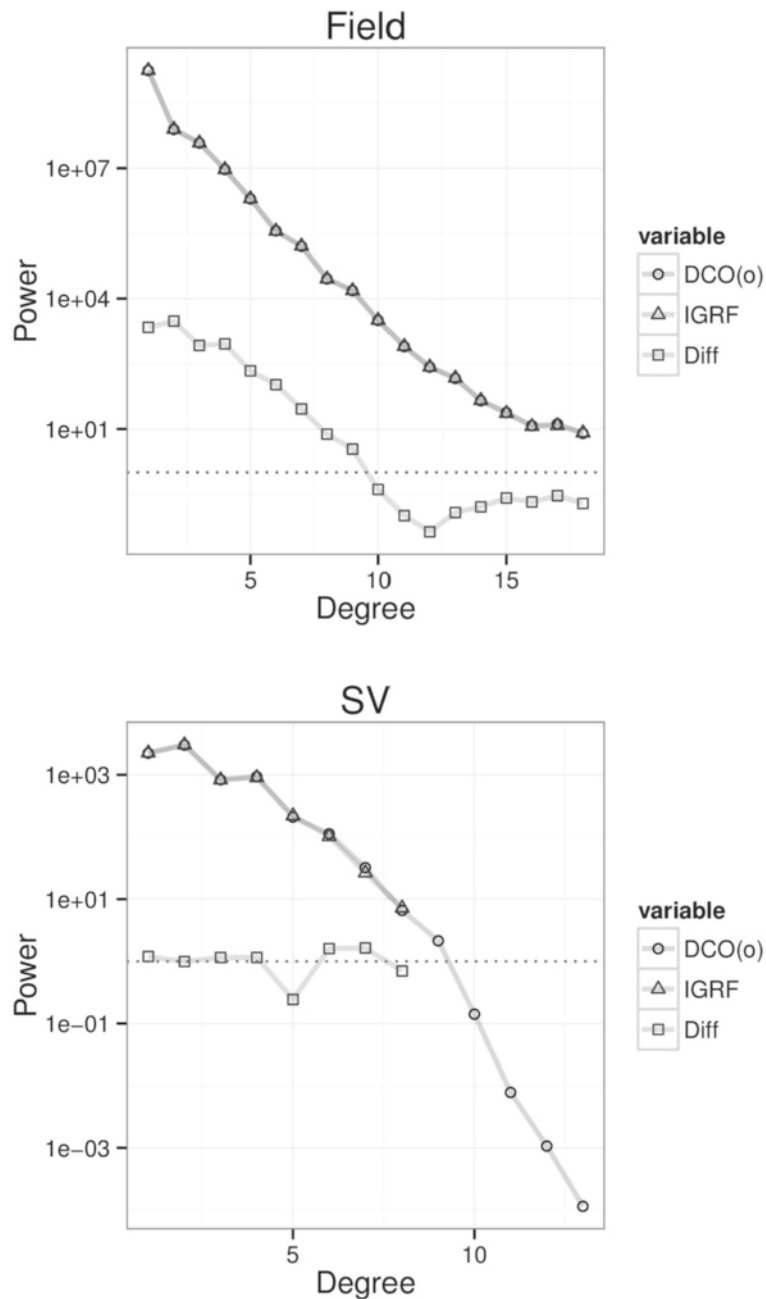 Field
1e+07
1e+04
1e+01
Power
5
10
15
Degree
variable
DCO(o)
IGRF
Diff
SV
1e+03
1e+01
1e−01
1e−03
Power
5
10
Degree
variable
DCO(o)
IGRF
Diff